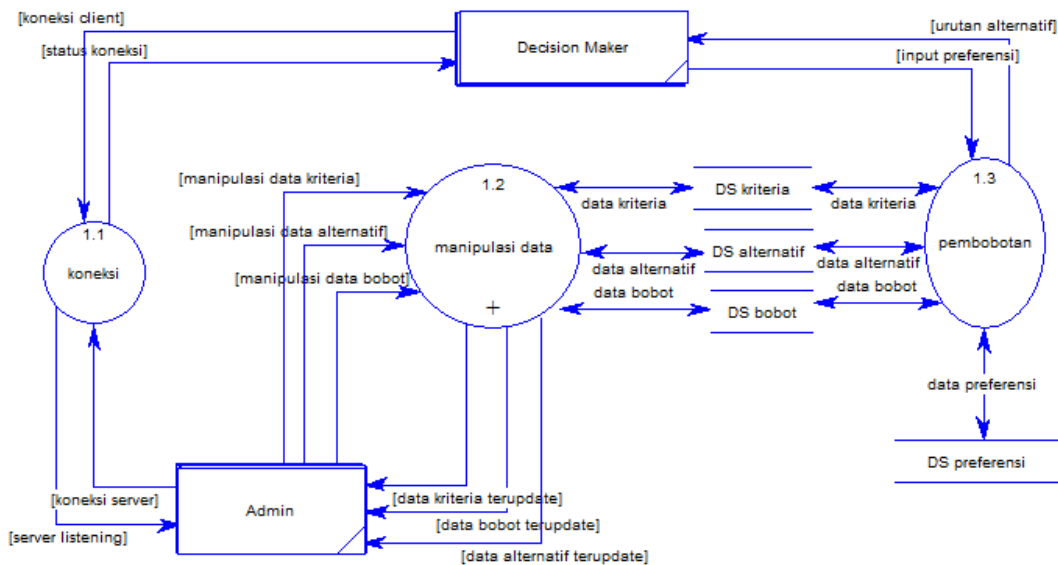 [koneksi client]
[urutan alternatif]
Decision Maker
[status koneksi]
[input preferensi]
1.2
1.3
[manipulasi data kriteria]
DS kriteria
data kriteria
data kriteria
1.1
[manipulasi data alternatif]
manipulasi data
DS alternatif
pembobotan
koneksi
[manipulasi data bobot]
data alternatif
data alternatif
data bobot
data bobot
+
DS bobot
data preferensi
DS preferensi
[koneksi server]
Admin
[data kriteria terupdate]
[server listening]
[data bobot terupdate]
[data alternatif terupdate]